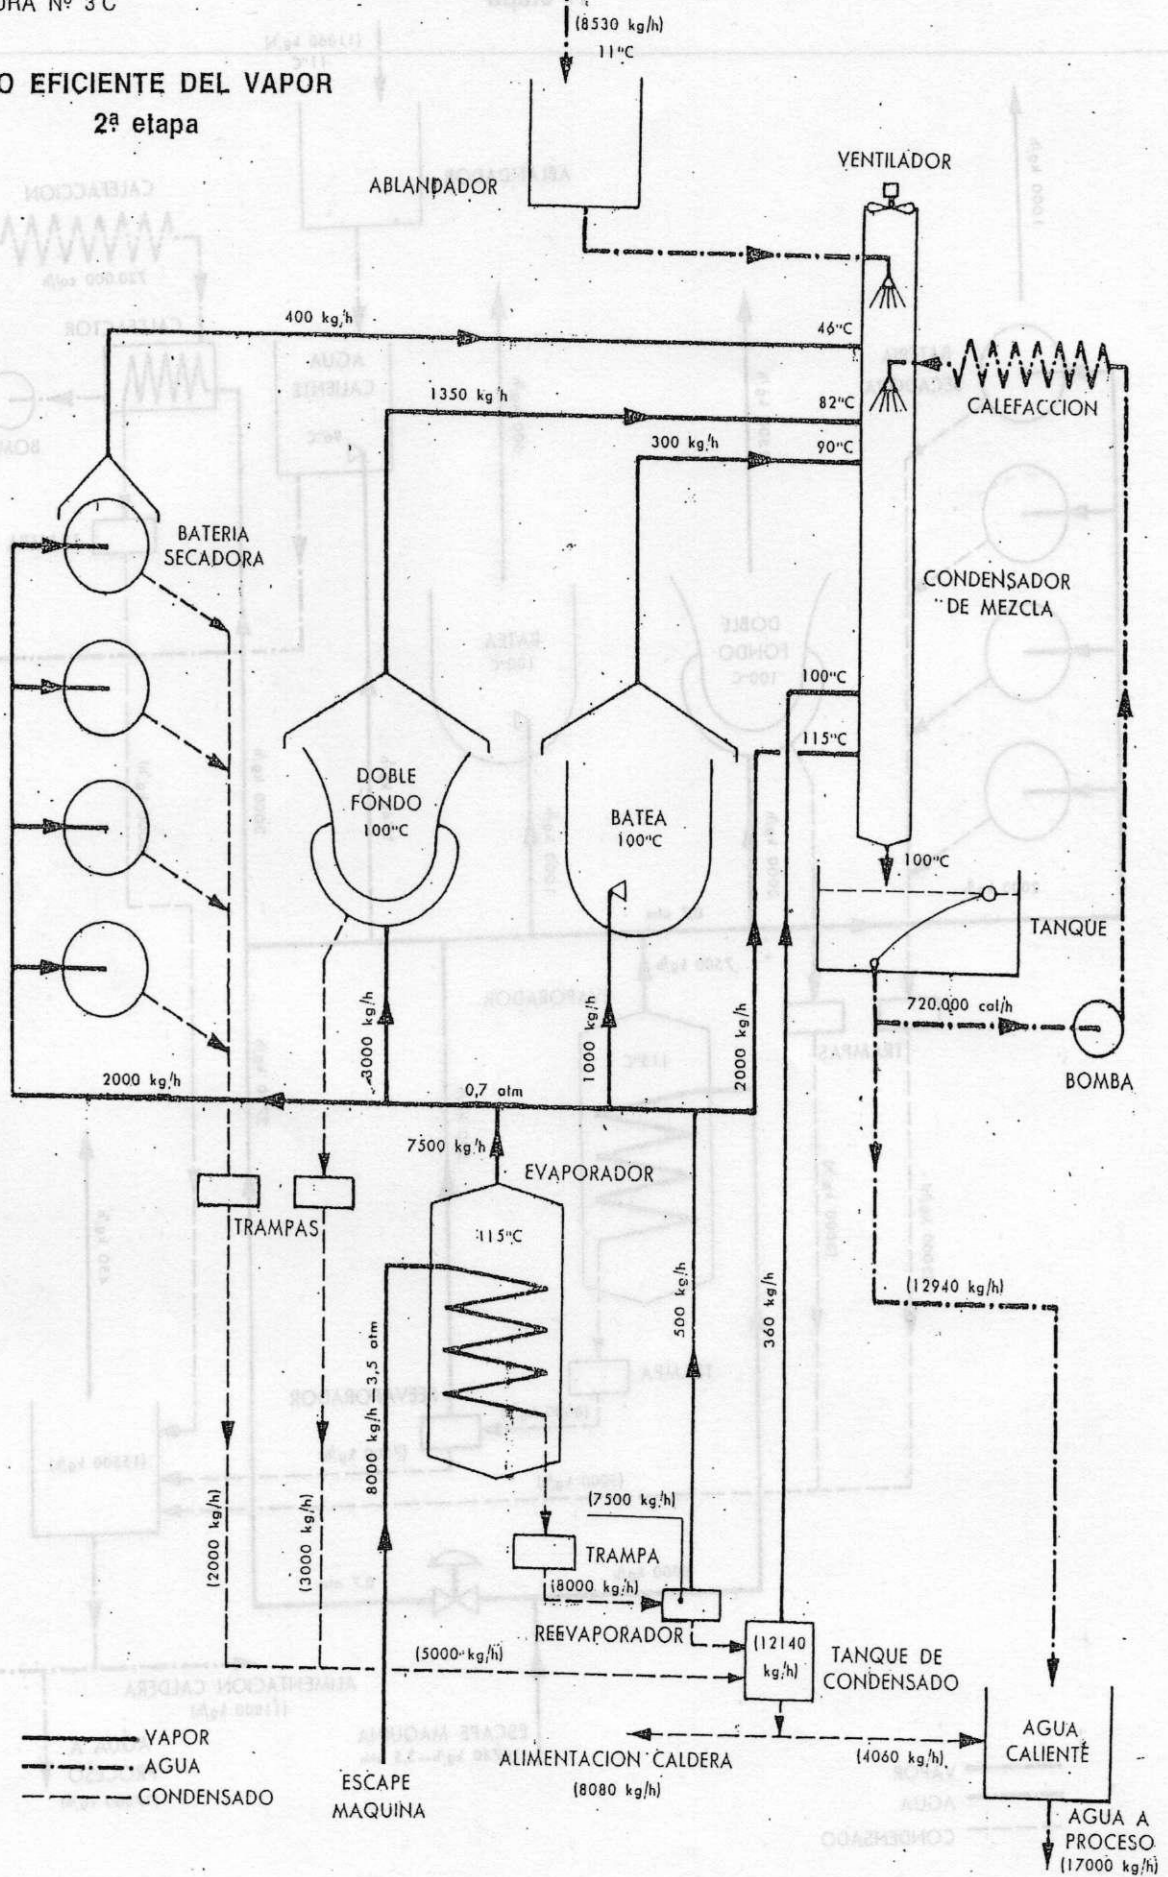 Nº 3 C
EFICIENTE DEL VAPOR
2ª etapa
(8530 kg/h)
11°C
ABLANDADOR
VENTILADOR
400 kg/h
46°C
1350 kg h
82°C
CALEFACCION
300 kg/h
90°C
BATERIA
SECADORA
CONDENSADOR
DE MEZCLA
100°C
115°C
DOBLE
FONDO
100°C
BATEA
100°C
100°C
TANQUE
720.000 cal/h
BOMBA
3000 kg/h
1000 kg/h
2000 kg/h
2000 kg/h
0,7 atm
7500 kg/h
EVAPORADOR
115°C
TRAMPAS
8000 kg/h - 3,5 atm
500 kg/h
360 kg/h
(12940 kg/h)
(2000 kg/h)
(3000 kg/h)
(7500 kg/h)
TRAMPA
(8000 kg/h)
REEVAPORADOR
(5000 kg/h)
(12140
kg/h)
TANQUE DE
CONDENSADO
ALIMENTACION CALDERA
(8080 kg/h)
(4060 kg/h)
AGUA
CALIENTE
AGUA A
PROCESO
(17000 kg/h)
VAPOR
AGUA
CONDENSADO
ESCAPE
MAQUINA